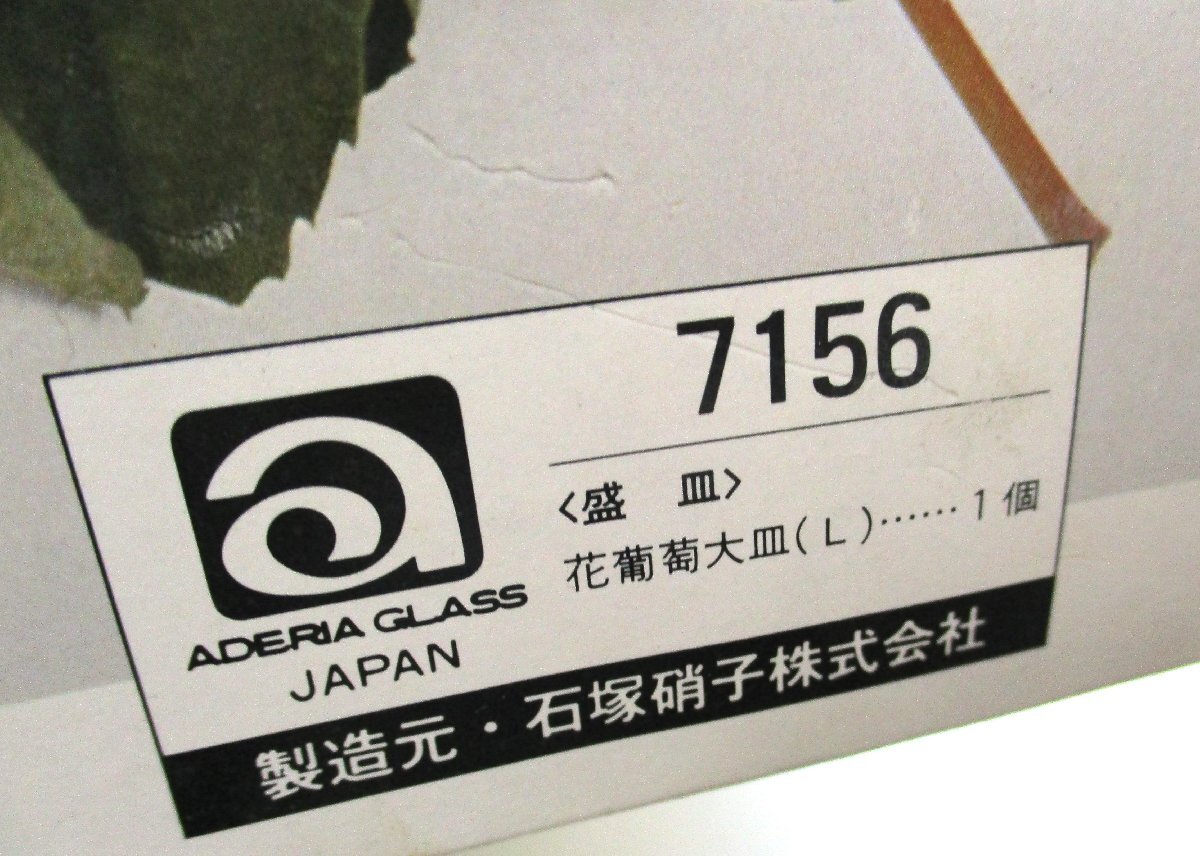 7156
<盛 皿>
花葡萄大皿(L)……1個
a
ADERIA GLASS
JAPAN
製造元・石塚硝子株式会社